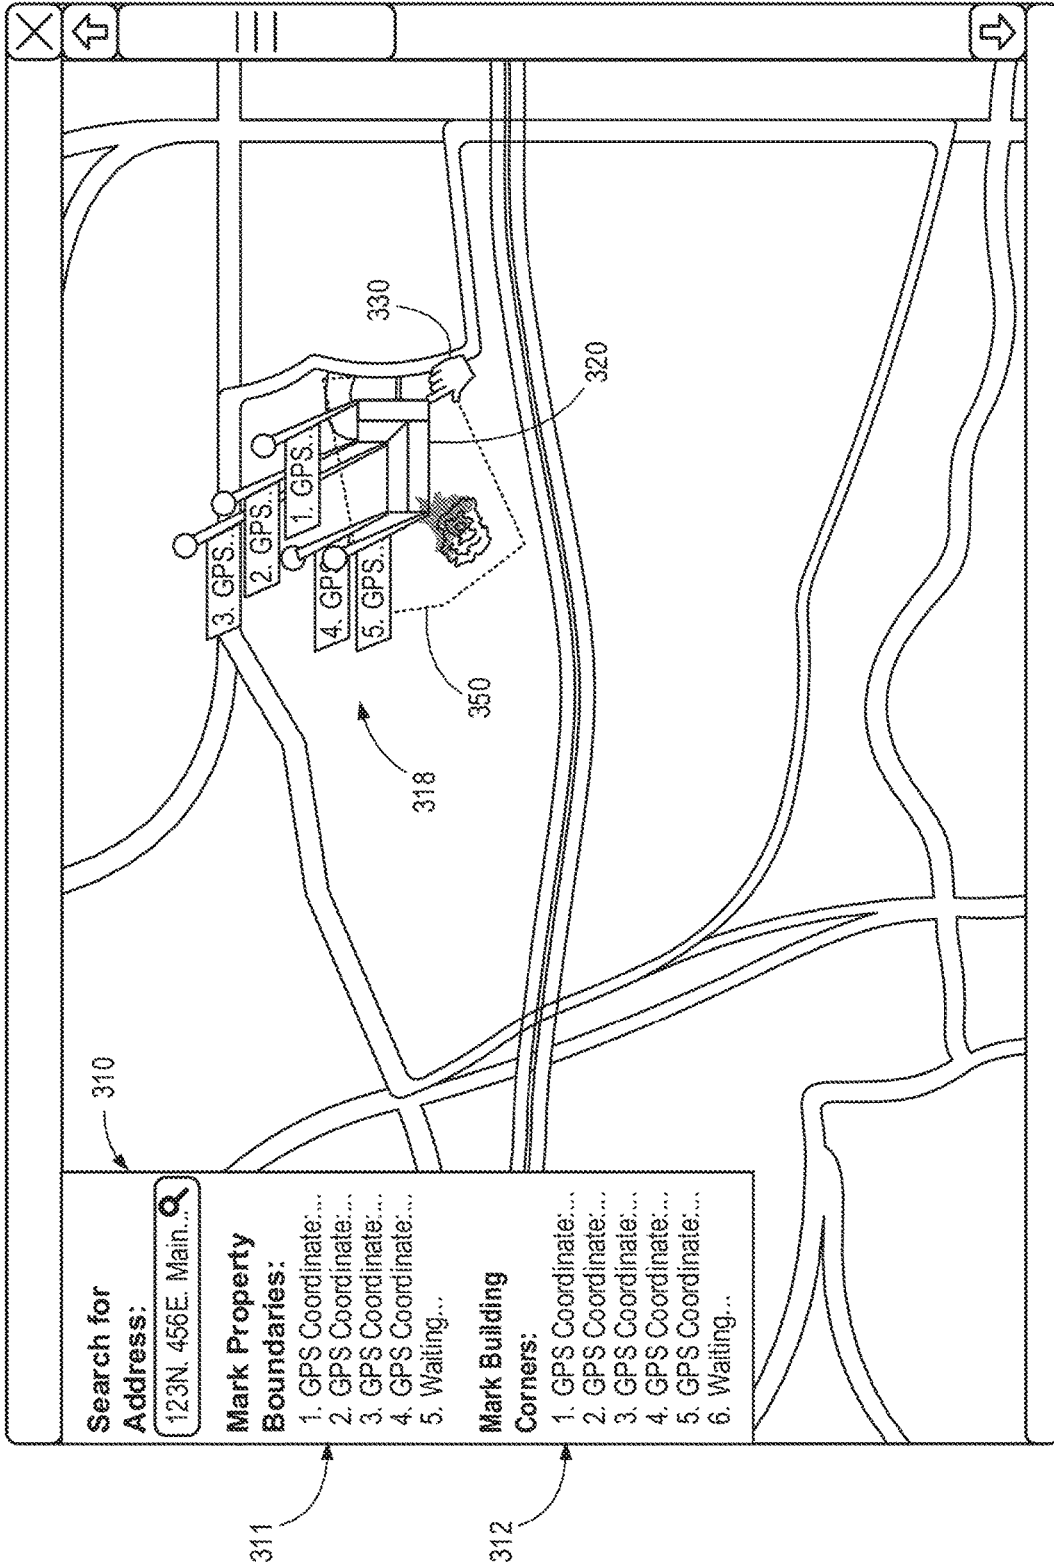 310
Search for
Address:
123N. 456E. Main...
311
Mark Property
Boundaries:
1. GPS Coordinate:...
2. GPS Coordinate:...
3. GPS Coordinate:...
4. GPS Coordinate:...
5. Waiting...
312
Mark Building
Corners:
1. GPS Coordinate:...
2. GPS Coordinate:...
3. GPS Coordinate:...
4. GPS Coordinate:...
5. GPS Coordinate:...
6. Waiting...
3. GPS...
2. GPS...
1. GPS...
4. GPS
5. GPS...
318
350
330
320